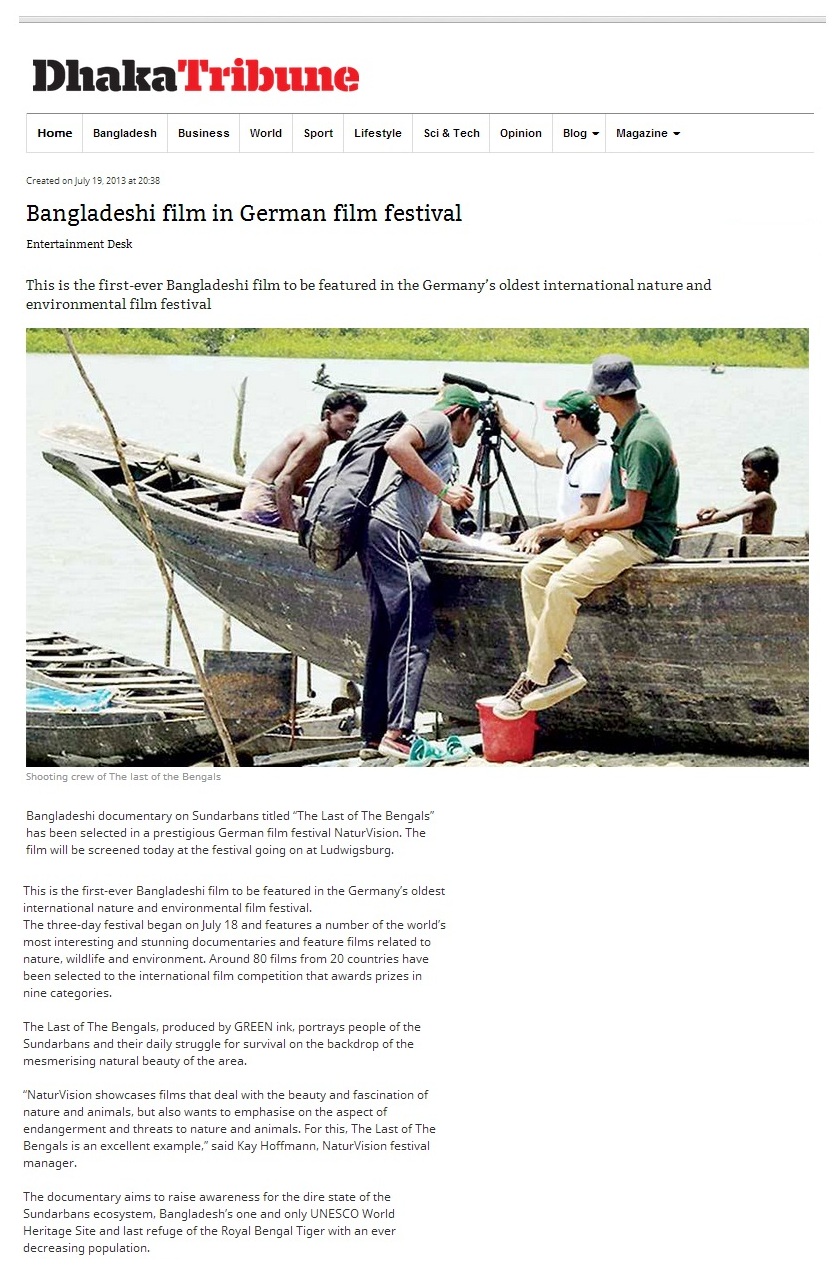 DhakaTribune
Home Bangladesh Business World Sport Lifestyle Sci & Tech Opinion Blog Magazine
Created on July 19, 2013 at 20:38
Bangladeshi film in German film festival
Entertainment Desk
This is the first-ever Bangladeshi film to be featured in the Germany's oldest international nature and
environmental film festival
Shooting crew of The last of the Bengals
Bangladeshi documentary on Sundarbans titled “The Last of The Bengals”
has been selected in a prestigious German film festival NaturVision. The
film will be screened today at the festival going on at Ludwigsburg.
This is the first-ever Bangladeshi film to be featured in the Germany's oldest
international nature and environmental film festival.
The three-day festival began on July 18 and features a number of the world's
most interesting and stunning documentaries and feature films related to
nature, wildlife and environment. Around 80 films from 20 countries have
been selected to the international film competition that awards prizes in
nine categories.
The Last of The Bengals, produced by GREEN ink, portrays people of the
Sundarbans and their daily struggle for survival on the backdrop of the
mesmerising natural beauty of the area.
“NaturVision showcases films that deal with the beauty and fascination of
nature and animals, but also wants to emphasise on the aspect of
endangerment and threats to nature and animals. For this, The Last of The
Bengals is an excellent example,” said Kay Hoffmann, NaturVision festival
manager.
The documentary aims to raise awareness for the dire state of the
Sundarbans ecosystem, Bangladesh's one and only UNESCO World
Heritage Site and last refuge of the Royal Bengal Tiger with an ever
decreasing population.